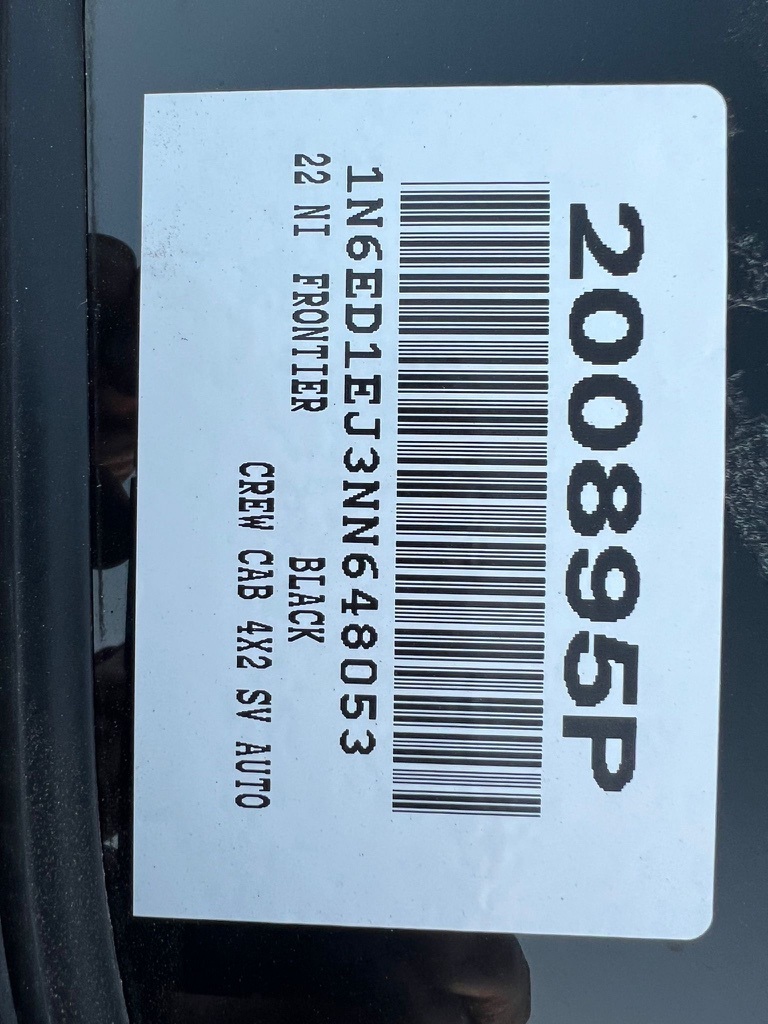 200895P
1N6ED1EJ3NN648053
22 NI FRONTIER BLACK
CREW CAB 4X2 SV AUTO